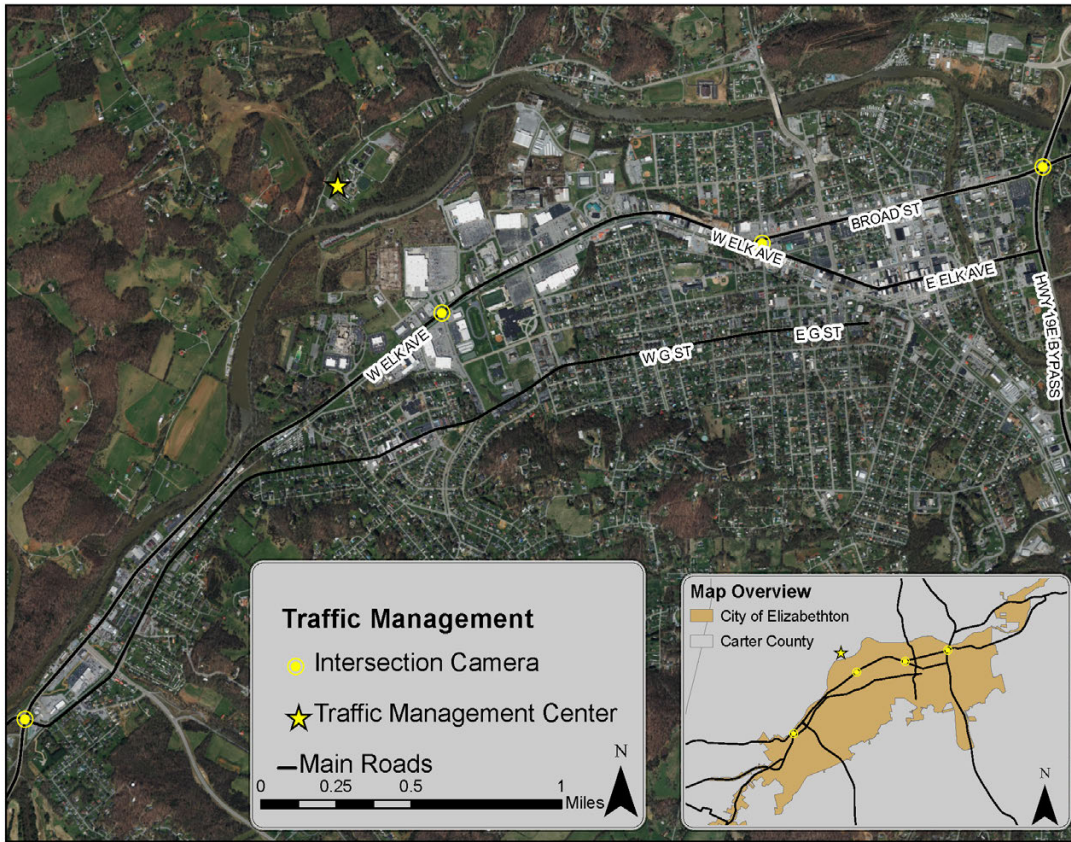 BROAD ST
W ELK AVE
E ELK AVE
HWY 19E BYPASS
W ELK AVE
W G ST
E G ST
Traffic Management
Intersection Camera
Traffic Management Center
Main Roads
0 0.25 0.5 1
Miles
N
Map Overview
City of Elizabethton
Carter County
N